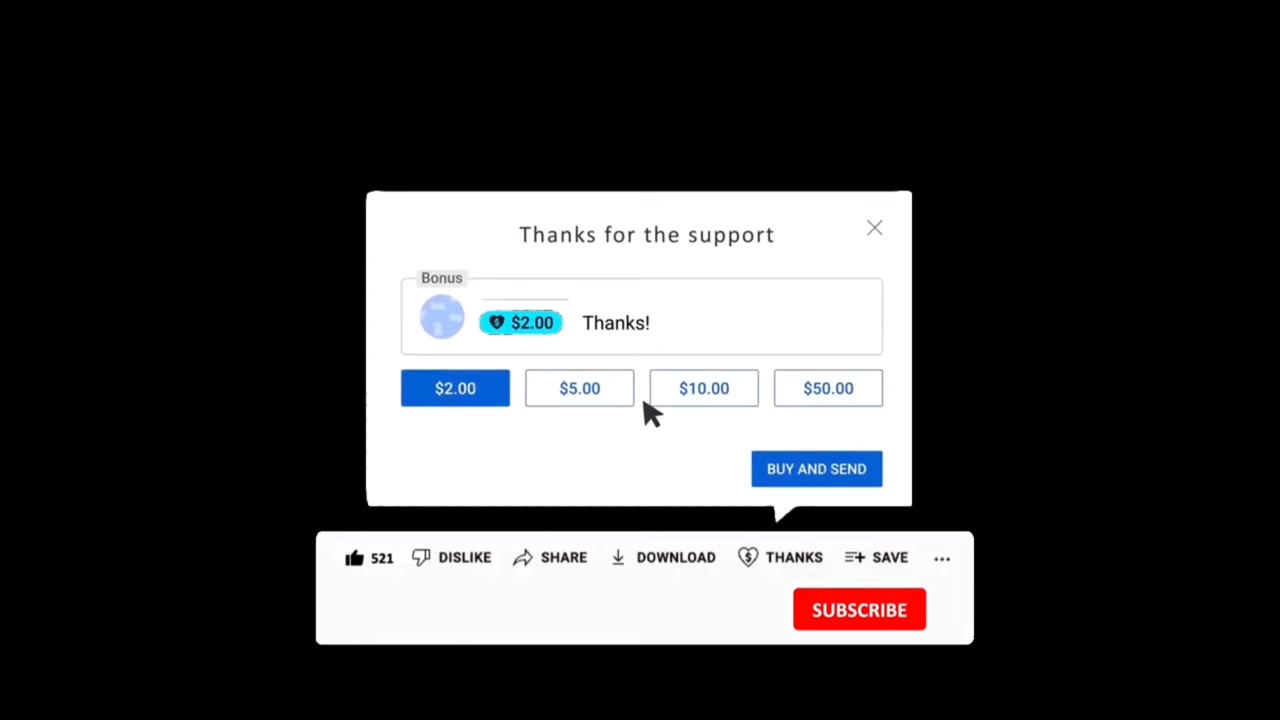 Thanks for the support
Bonus
$2.00 Thanks!
$2.00 $5.00 $10.00 $50.00
BUY AND SEND
521 DISLIKE SHARE DOWNLOAD THANKS SAVE ...
SUBSCRIBE